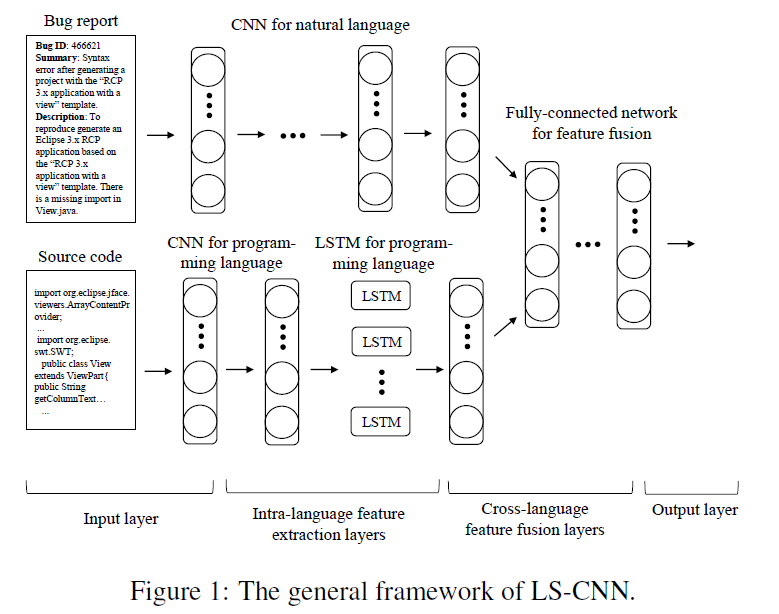 Bug report
Bug ID: 466621
Summary: Syntax
error after generating a
project with the “RCP
3.x application with a
view” template.
Description: To
reproduce generate an
Eclipse 3.x RCP
application based on
the “RCP 3.x
application with a
view” template. There
is a missing import in
View.java.
CNN for natural language
Fully-connected network
for feature fusion
Source code
import org.eclipse.jface.
viewers.ArrayContentPr
ovider;
...
import org.eclipse.
swt.SWT;
public class View
extends ViewPart{
public String
getColumnText…
...
CNN for program-
ming language
LSTM for program-
ming language
LSTM
LSTM
LSTM
Input layer
Intra-language feature
extraction layers
Cross-language
feature fusion layers
Output layer
Figure 1: The general framework of LS-CNN.